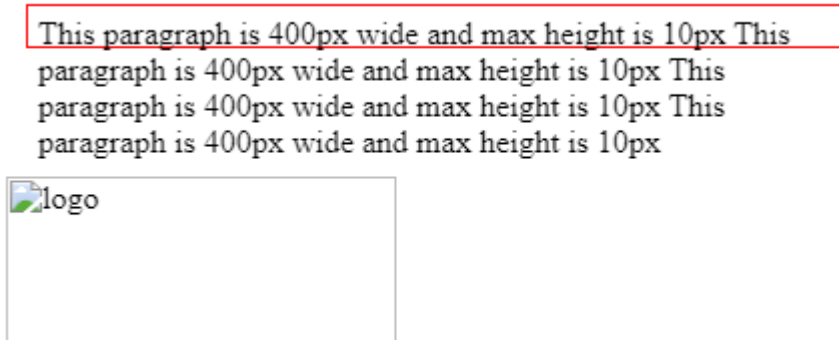 This paragraph is 400px wide and max height is 10px This
paragraph is 400px wide and max height is 10px This
paragraph is 400px wide and max height is 10px This
paragraph is 400px wide and max height is 10px
logo